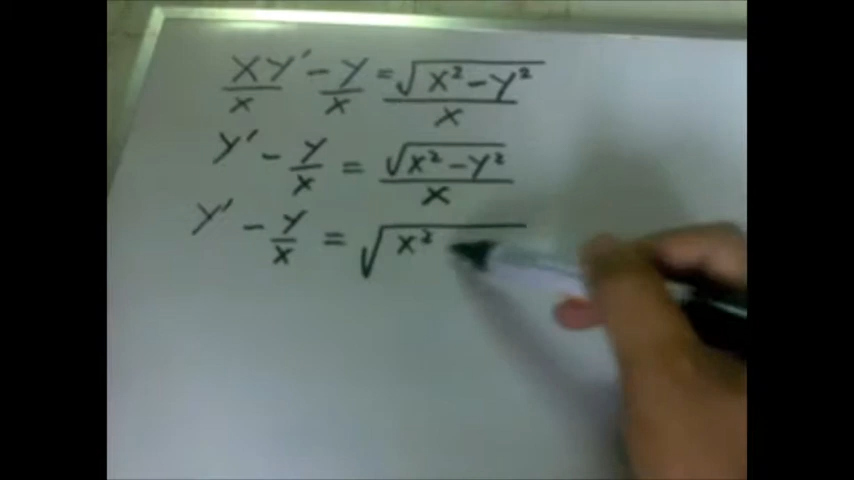 XY'/x - Y/x = √(X² - Y²)/x
Y' - Y/x = √(X² - Y²)/x
Y' - Y/x = √(X²